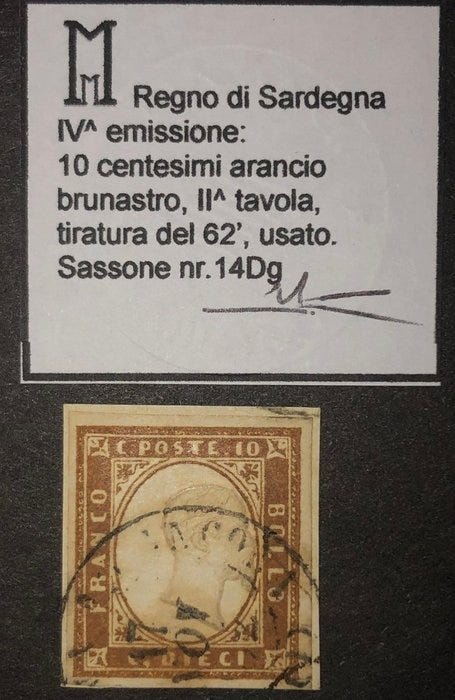 M
M Regno di Sardegna
IV^ emissione:
10 centesimi arancio
brunastro, II^ tavola,
tiratura del 62', usato.
Sassone nr.14Dg
C. POSTE 10
FRANCO
BOLLO
C. DIECI